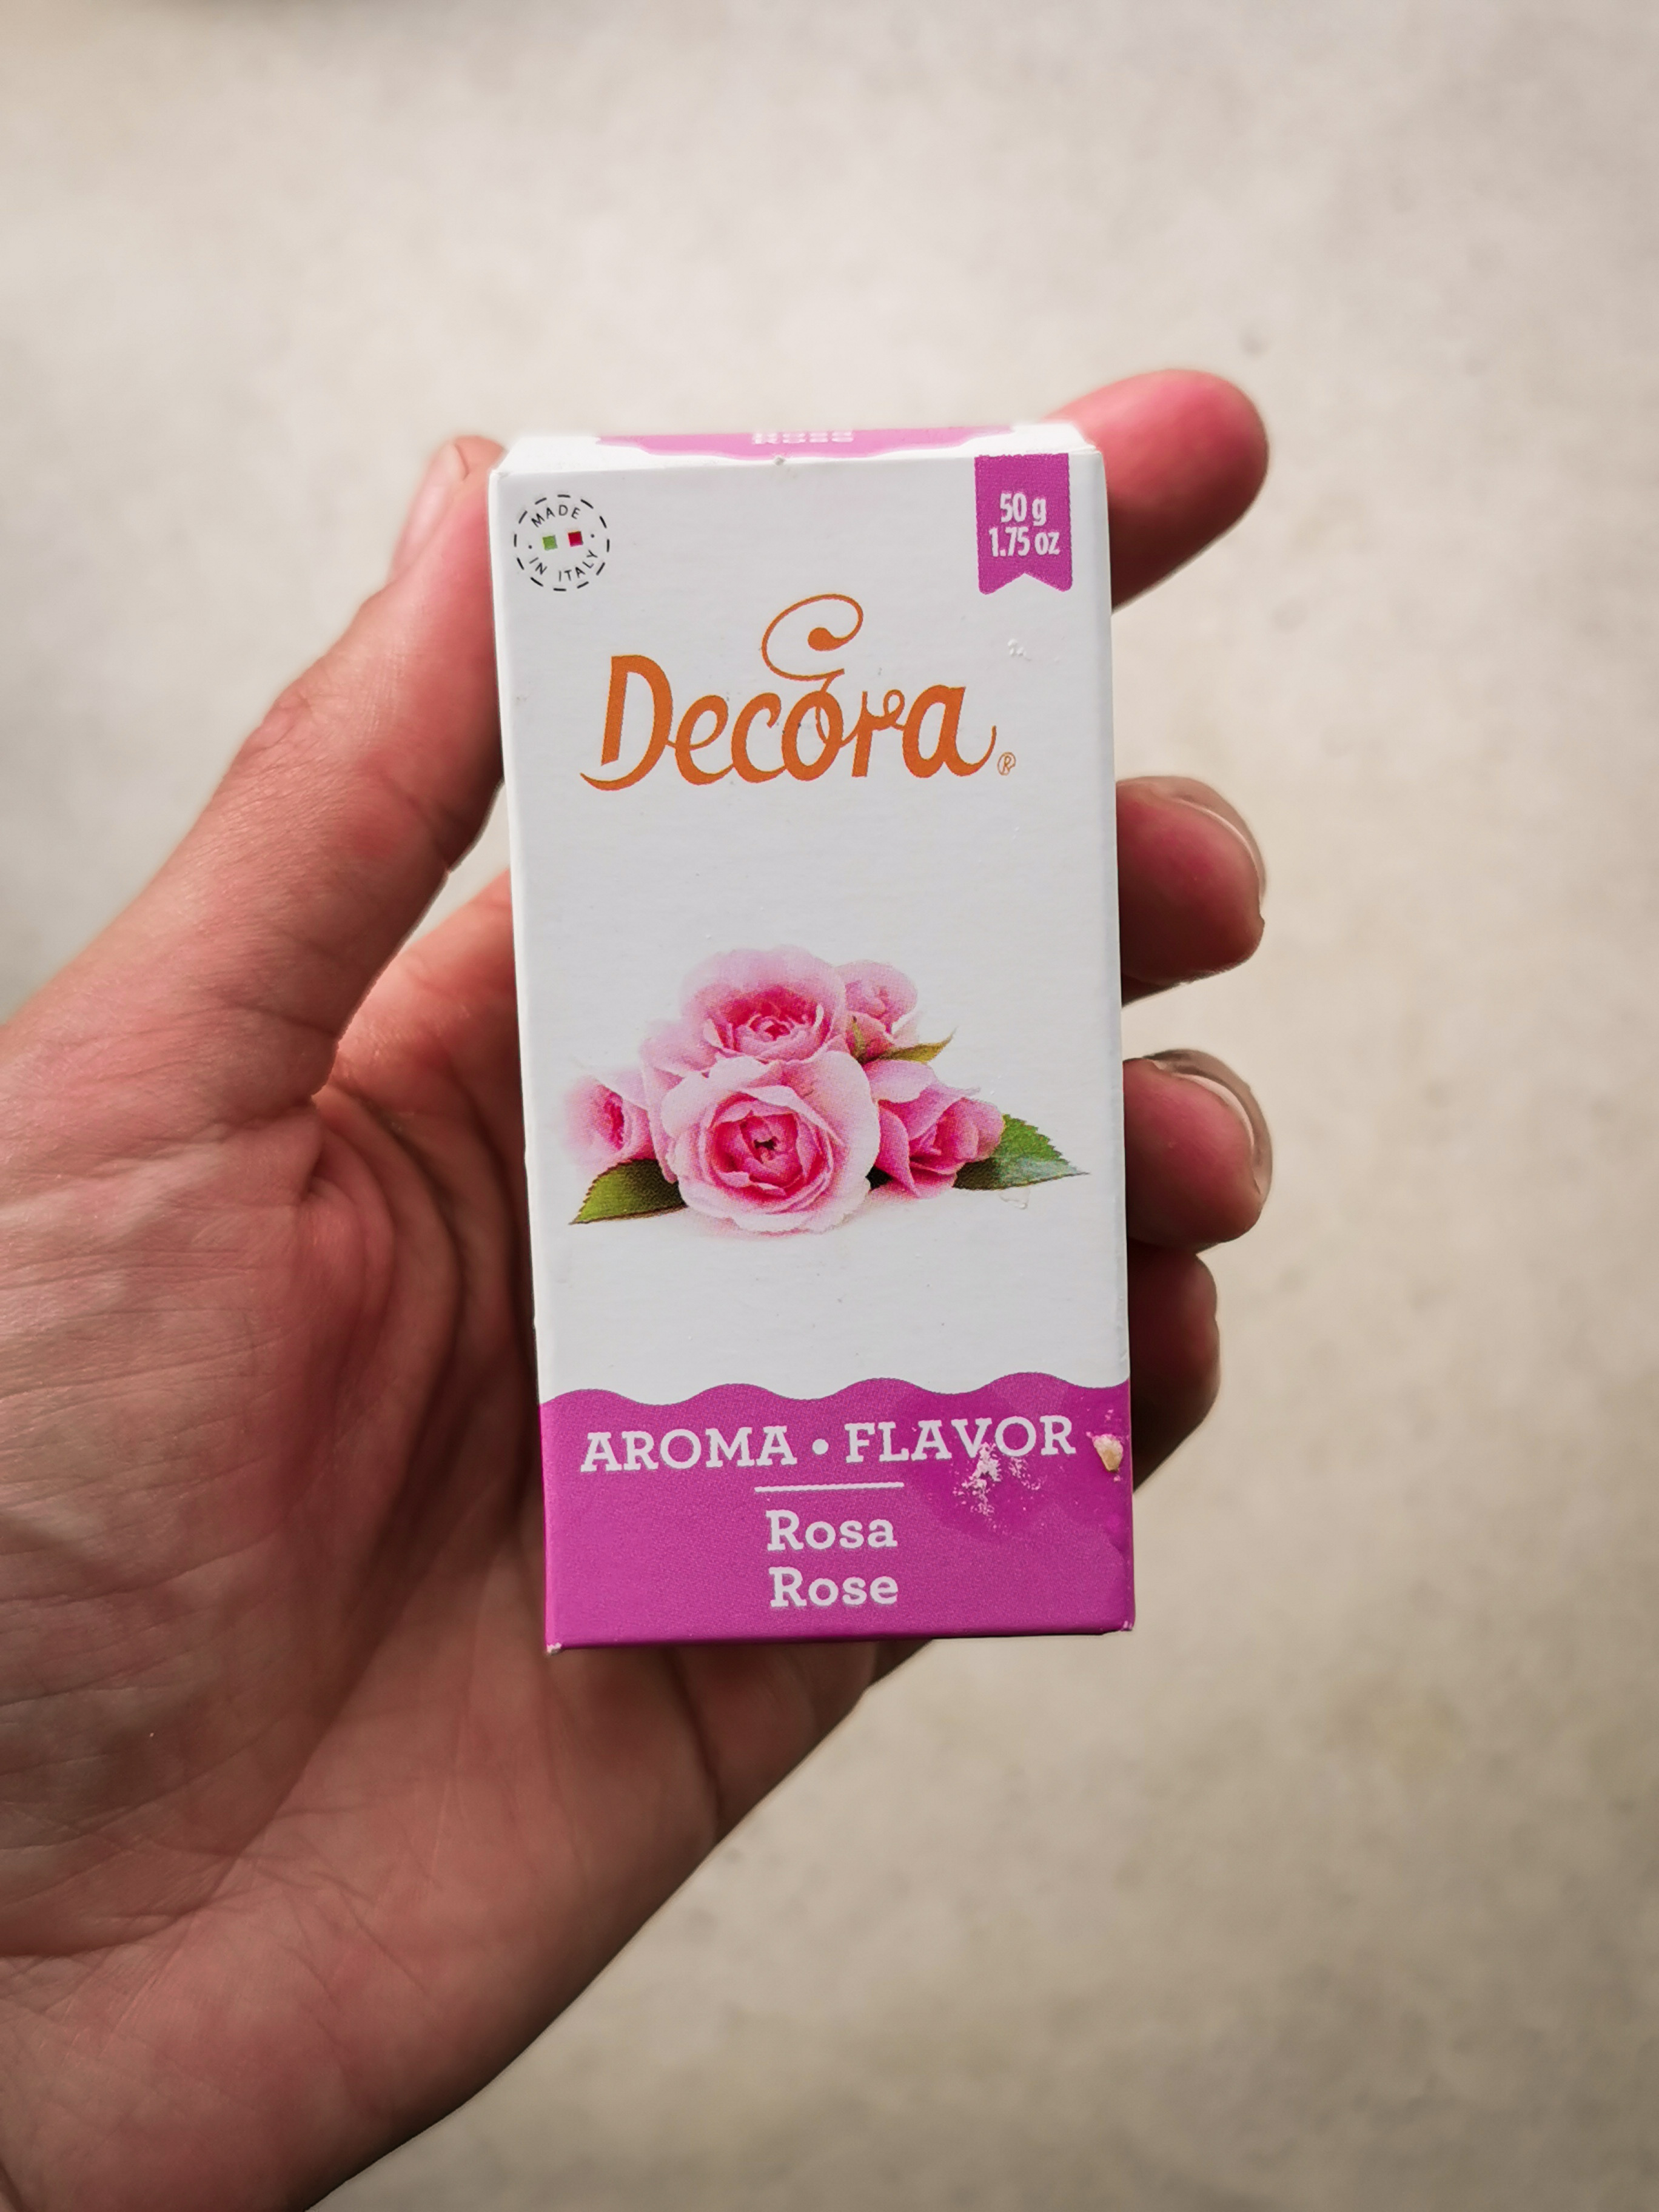 MADE
IN ITALY
50 g
1.75 oz
Decora®
AROMA • FLAVOR
Rosa
Rose